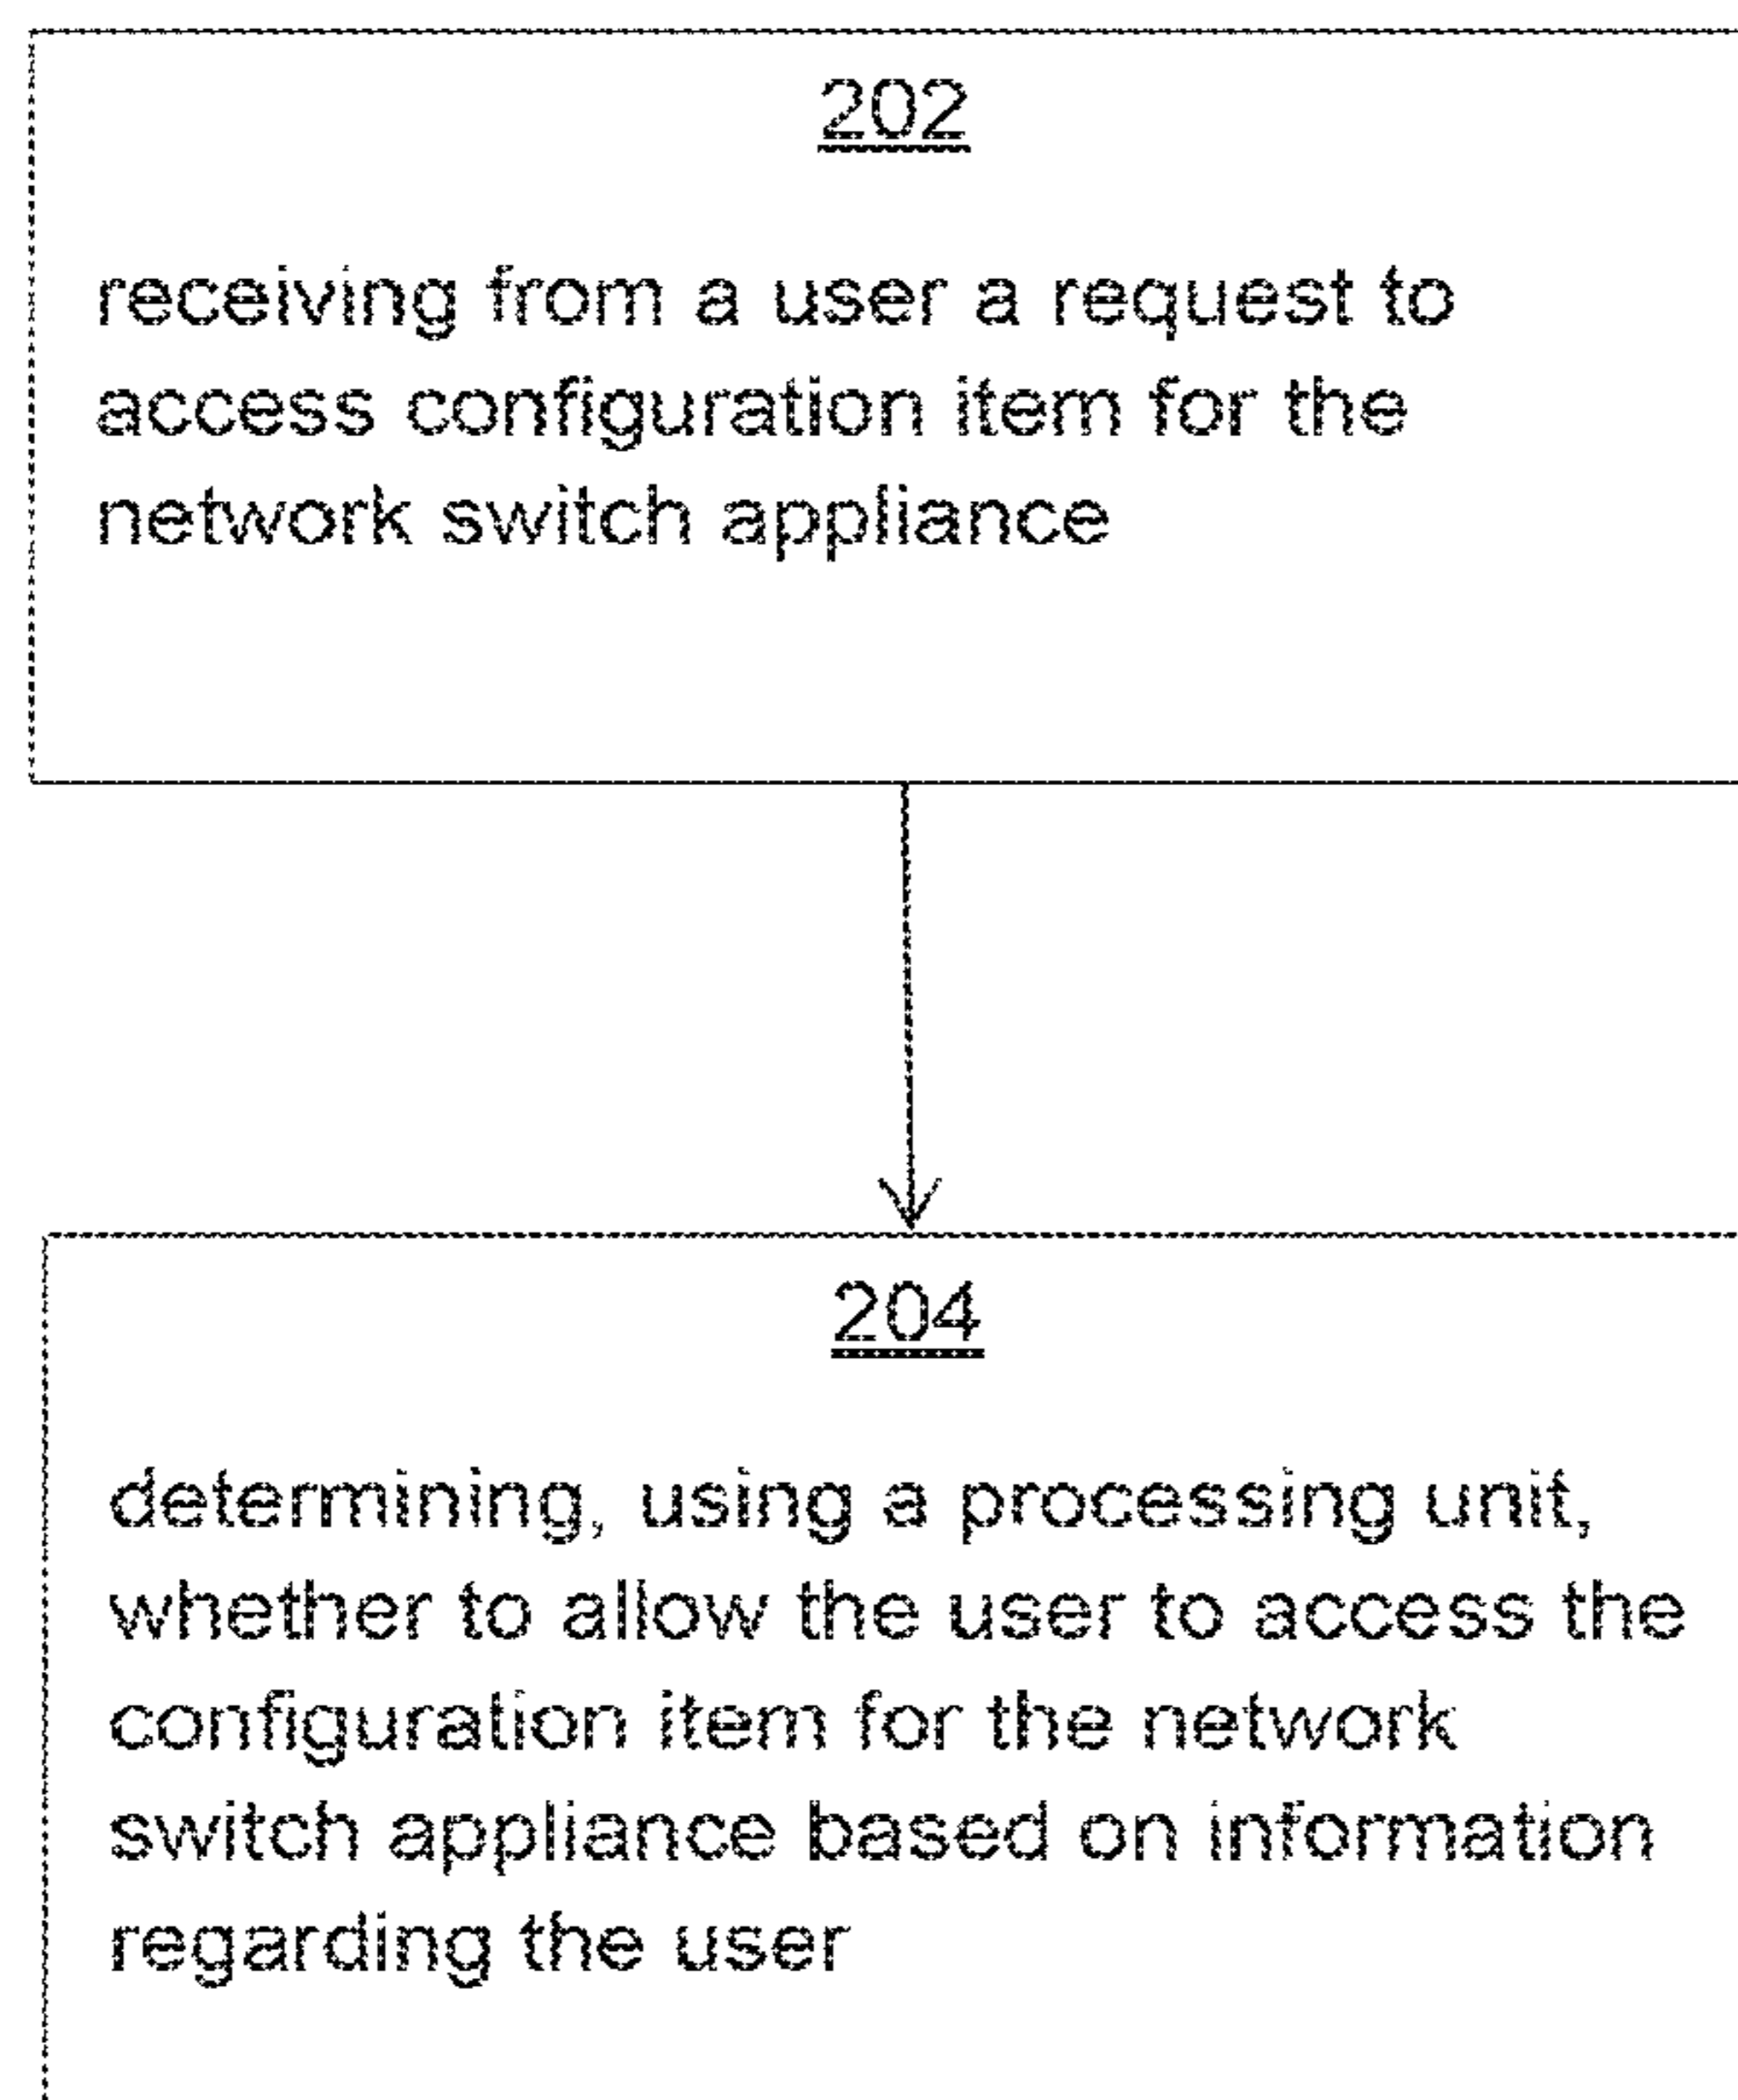 202
receiving from a user a request to
access configuration item for the
network switch appliance
204
determining, using a processing unit,
whether to allow the user to access the
configuration item for the network
switch appliance based on information
regarding the user